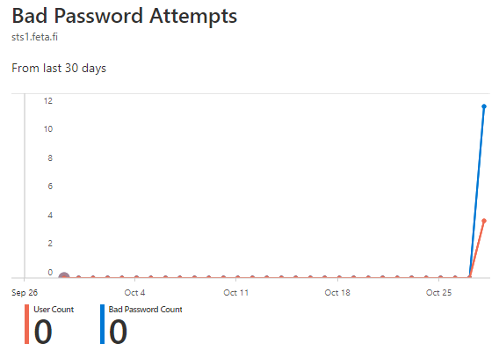 Bad Password Attempts
sts1.feta.fi
From last 30 days
12
10
8
6
4
2
0
Sep 26 Oct 4 Oct 11 Oct 18 Oct 25
User Count Bad Password Count
0 0